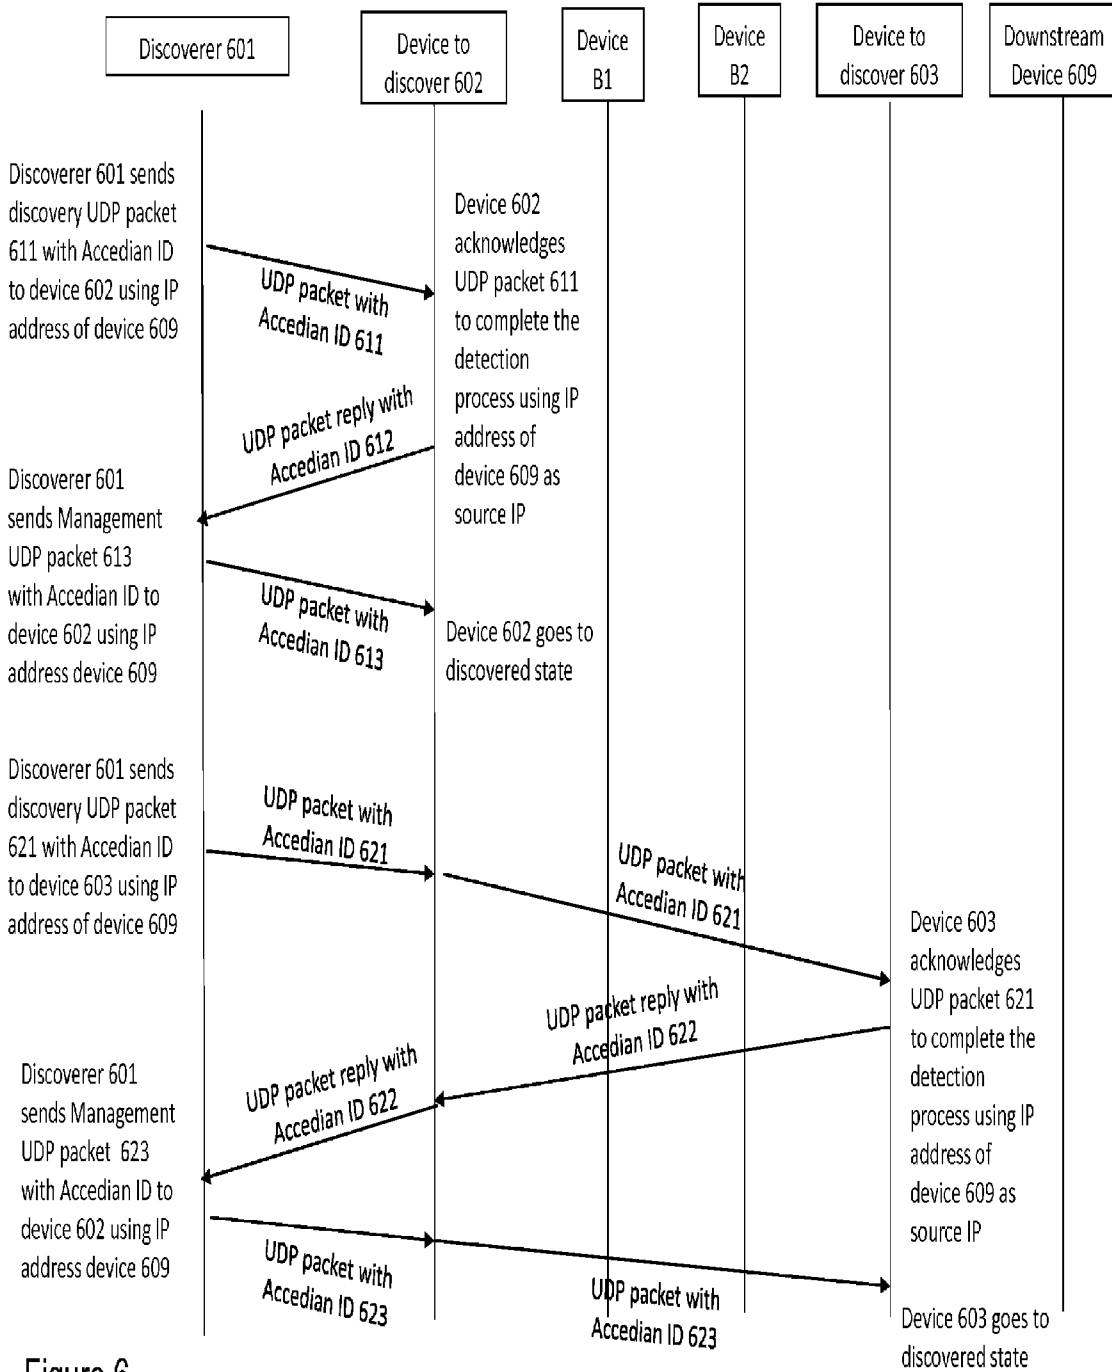 Discoverer 601
Device to
discover 602
Device
B1
Device
B2
Device to
discover 603
Downstream
Device 609
Discoverer 601 sends
discovery UDP packet
611 with Accedian ID
to device 602 using IP
address of device 609
UDP packet with
Accedian ID 611
Device 602
acknowledges
UDP packet 611
to complete the
detection
process using IP
address of
device 609 as
source IP
UDP packet reply with
Accedian ID 612
Discoverer 601
sends Management
UDP packet 613
with Accedian ID to
device 602 using IP
address device 609
UDP packet with
Accedian ID 613
Device 602 goes to
discovered state
Discoverer 601 sends
discovery UDP packet
621 with Accedian ID
to device 603 using IP
address of device 609
UDP packet with
Accedian ID 621
UDP packet with
Accedian ID 621
Device 603
acknowledges
UDP packet 621
to complete the
detection
process using IP
address of
device 609 as
source IP
UDP packet reply with
Accedian ID 622
UDP packet reply with
Accedian ID 622
Discoverer 601
sends Management
UDP packet 623
with Accedian ID to
device 602 using IP
address device 609
UDP packet with
Accedian ID 623
UDP packet with
Accedian ID 623
Device 603 goes to
discovered state
Figure 6